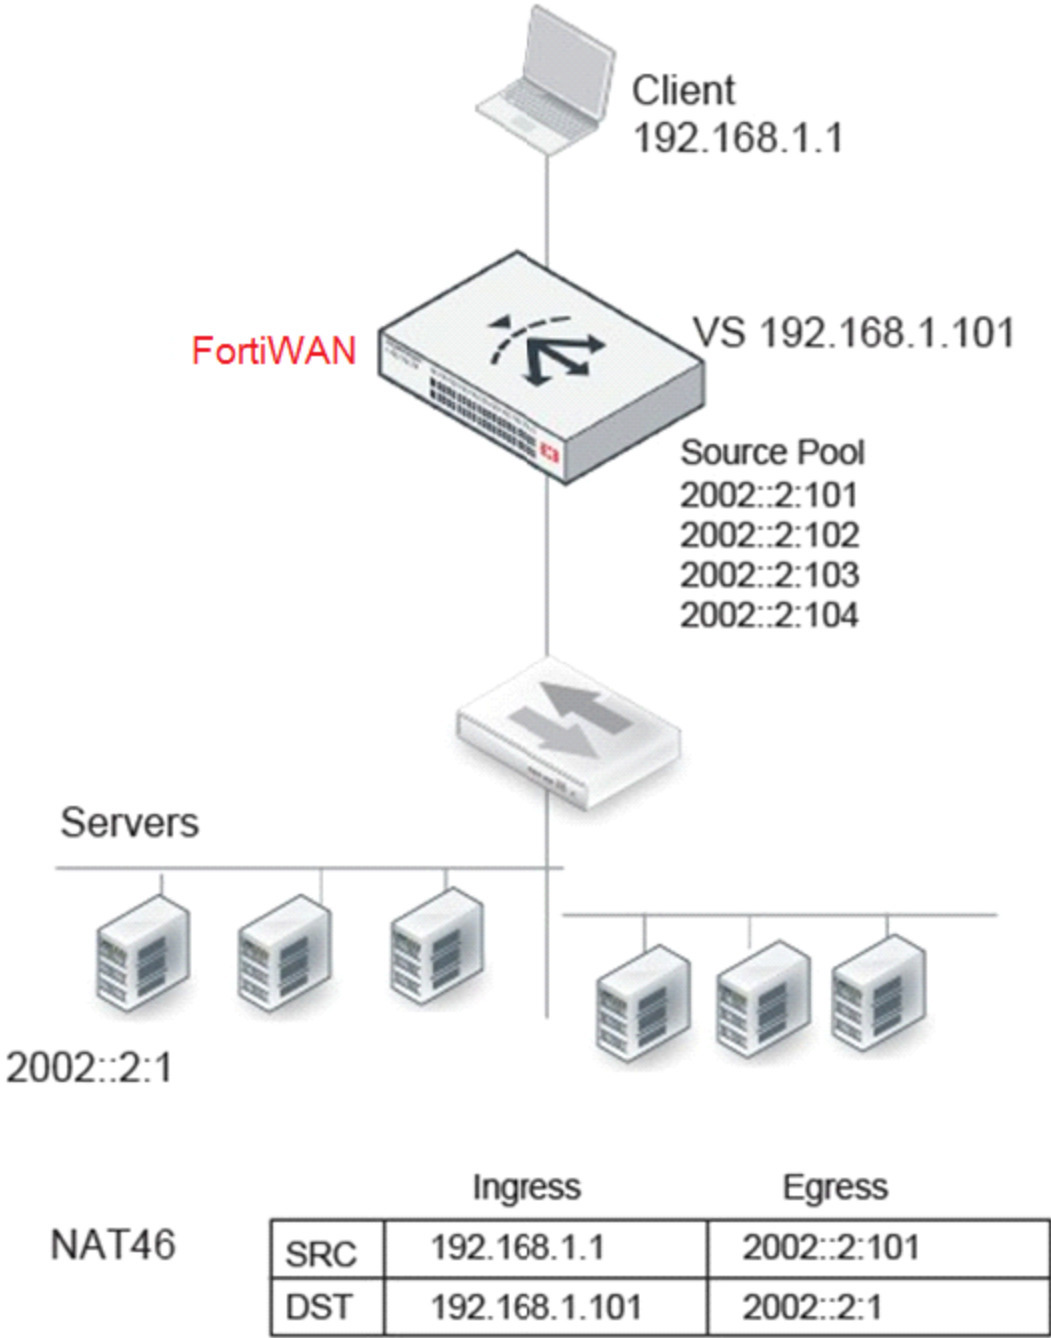 Client
192.168.1.1
FortiWAN
VS 192.168.1.101
Source Pool
2002::2:101
2002::2:102
2002::2:103
2002::2:104
Servers
2002::2:1
Ingress Egress
NAT46
SRC 192.168.1.1 2002::2:101
DST 192.168.1.101 2002::2:1